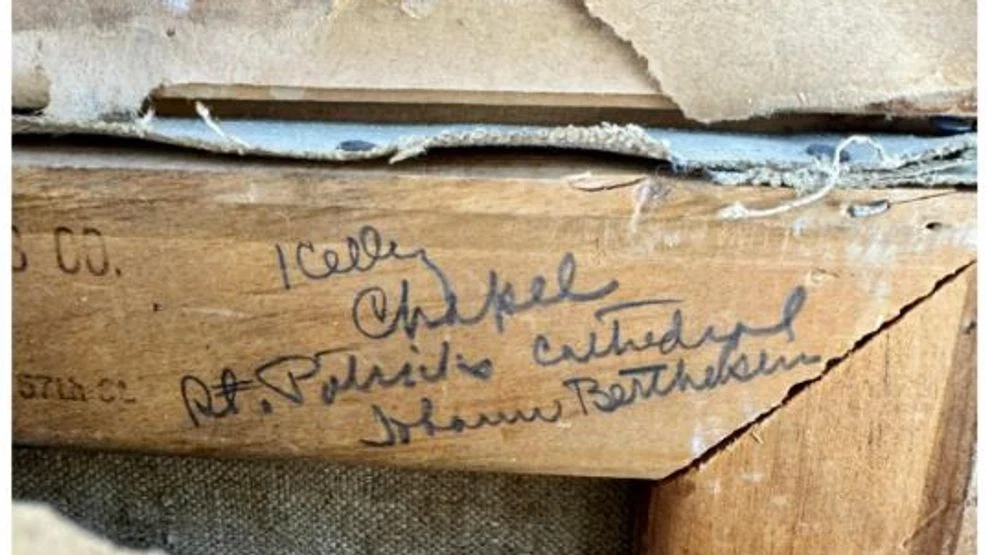 CO.
57th St.
Kelly
Chapel
St. Patrick's Cathedral
Johann Berthelsen